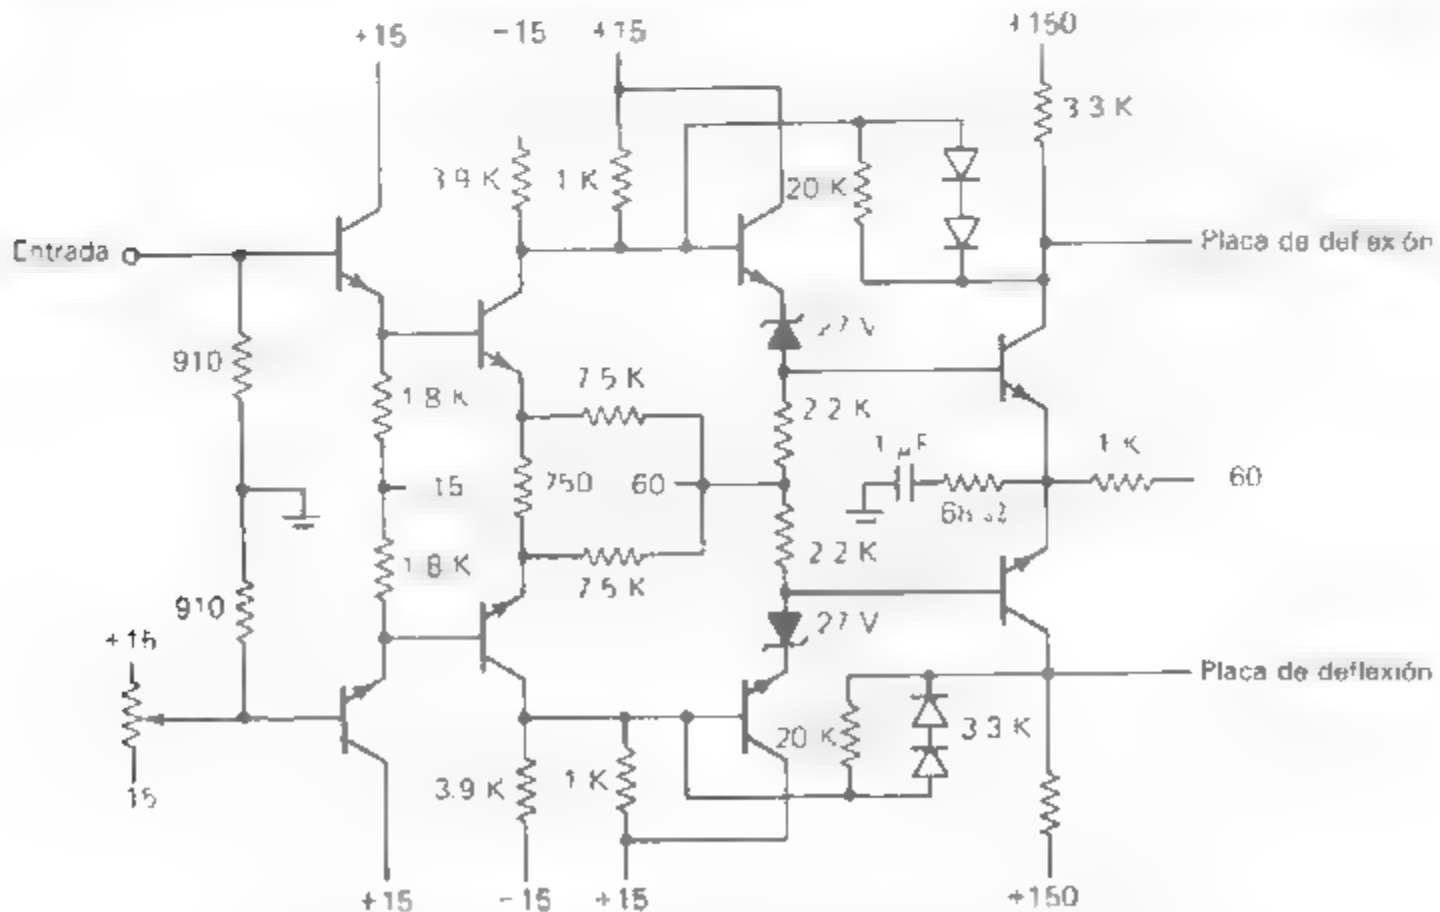 +15
-15
+15
+150
3.3 K
3.9 K
1 K
20 K
Entrada
Placa de deflexión
27 V
910
1.8 K
7.5 K
2.2 K
1 µF
1 K
15
750
60
60
68 Ω
1.8 K
7.5 K
2.2 K
910
27 V
+15
Placa de deflexión
3.3 K
20 K
15
3.9 K
1 K
+15
-15
+15
+150